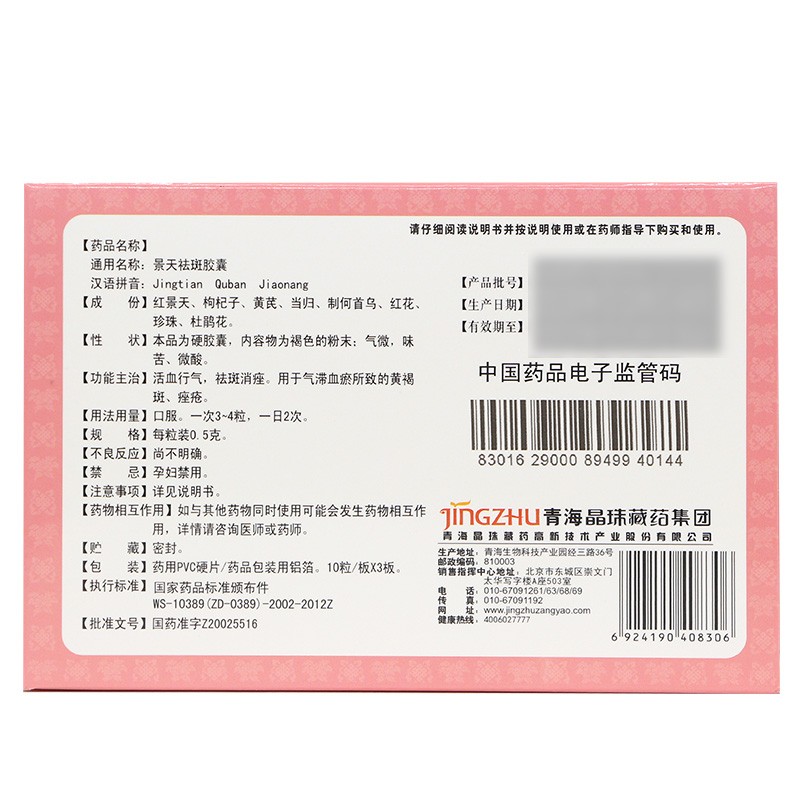 请仔细阅读说明书并按说明使用或在药师指导下购买和使用。
【药品名称】
通用名称：景天祛斑胶囊
汉语拼音：Jingtian Quban Jiaonang
【成　份】红景天、枸杞子、黄芪、当归、制何首乌、红花、
珍珠、杜鹃花。
【性　状】本品为硬胶囊，内容物为褐色的粉末；气微，味
苦、微酸。
【功能主治】活血行气，祛斑消痤。用于气滞血瘀所致的黄褐
斑、痤疮。
【用法用量】口服。一次3~4粒，一日2次。
【规　格】每粒装0.5克。
【不良反应】尚不明确。
【禁　忌】孕妇禁用。
【注意事项】详见说明书。
【药物相互作用】如与其他药物同时使用可能会发生药物相互作
用，详情请咨询医师或药师。
【贮　藏】密封。
【包　装】药用PVC硬片/药品包装用铝箔。10粒/板X3板。
【执行标准】国家药品标准颁布件
WS-10389(ZD-0389)-2002-2012Z
【批准文号】国药准字Z20025516
【产品批号】
【生产日期】
【有效期至】
中国药品电子监管码
83016 29000 89499 40144
JINGZHU青海晶珠藏药集团
青海晶珠藏药高新技术产业股份有限公司
生产地址：青海生物科技产业园经三路36号
邮政编码：810003
销售指挥中心地址：北京市东城区崇文门
太华写字楼A座503室
电　话：010-67091261/63/68/69
传　真：010-67091192
网　址：www.jingzhuzangyao.com
健康热线：4006027777
6 924190 408306